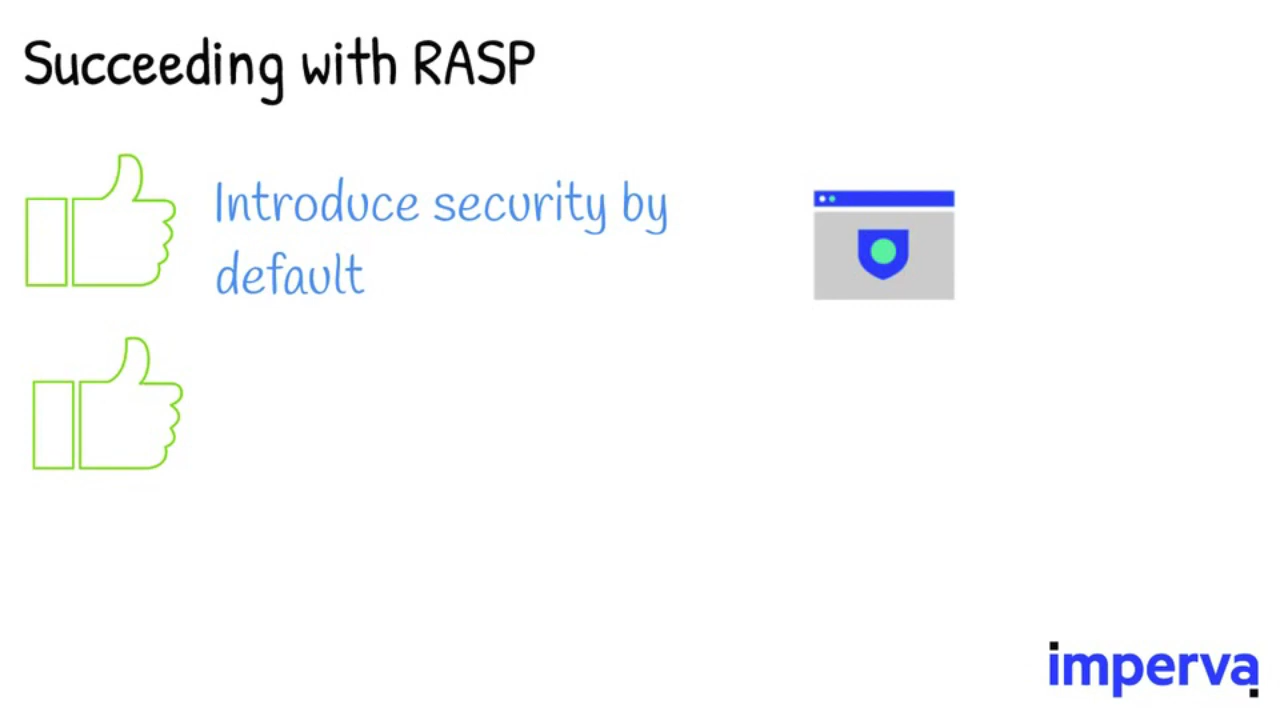 Succeeding with RASP
Introduce security by
default
imperva